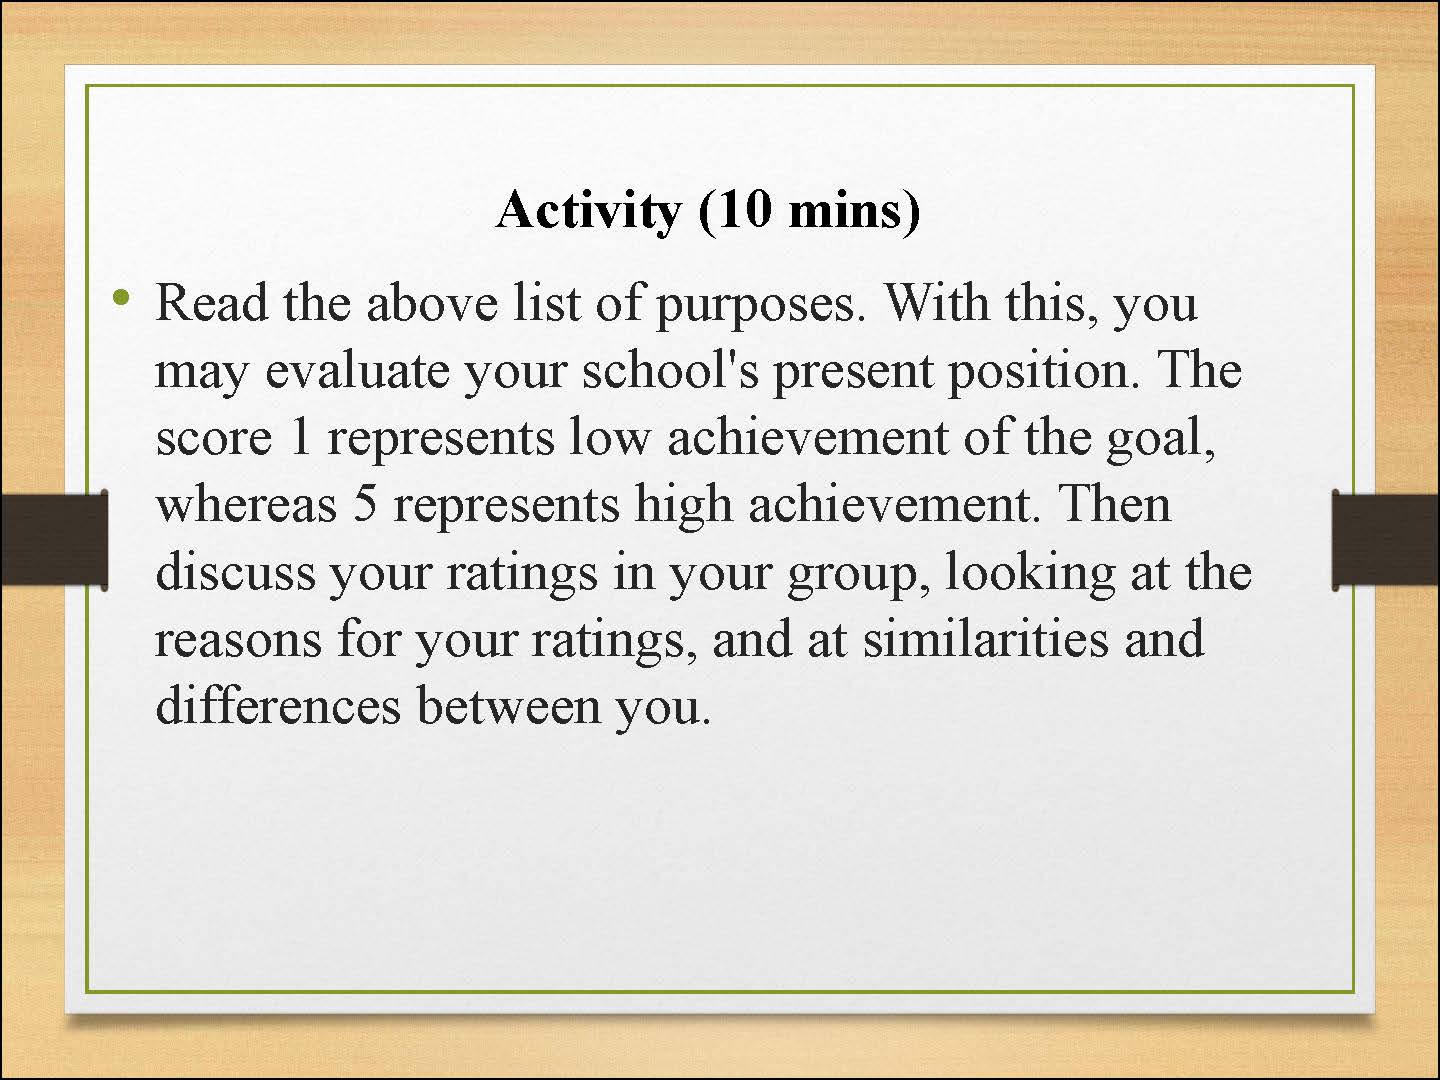 Activity (10 mins)
• Read the above list of purposes. With this, you
may evaluate your school's present position. The
score 1 represents low achievement of the goal,
whereas 5 represents high achievement. Then
discuss your ratings in your group, looking at the
reasons for your ratings, and at similarities and
differences between you.